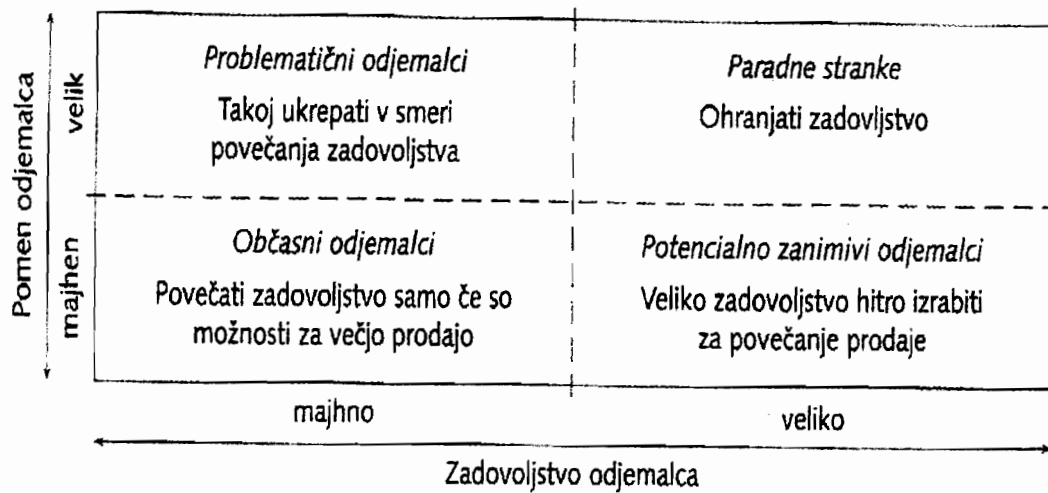 Pomen odjemalca
velik
majhen
Problematični odjemalci
Takoj ukrepati v smeri
povečanja zadovoljstva
Paradne stranke
Ohranjati zadovljstvo
Občasni odjemalci
Povečati zadovoljstvo samo če so
možnosti za večjo prodajo
Potencialno zanimivi odjemalci
Veliko zadovoljstvo hitro izrabiti
za povečanje prodaje
majhno
veliko
Zadovoljstvo odjemalca